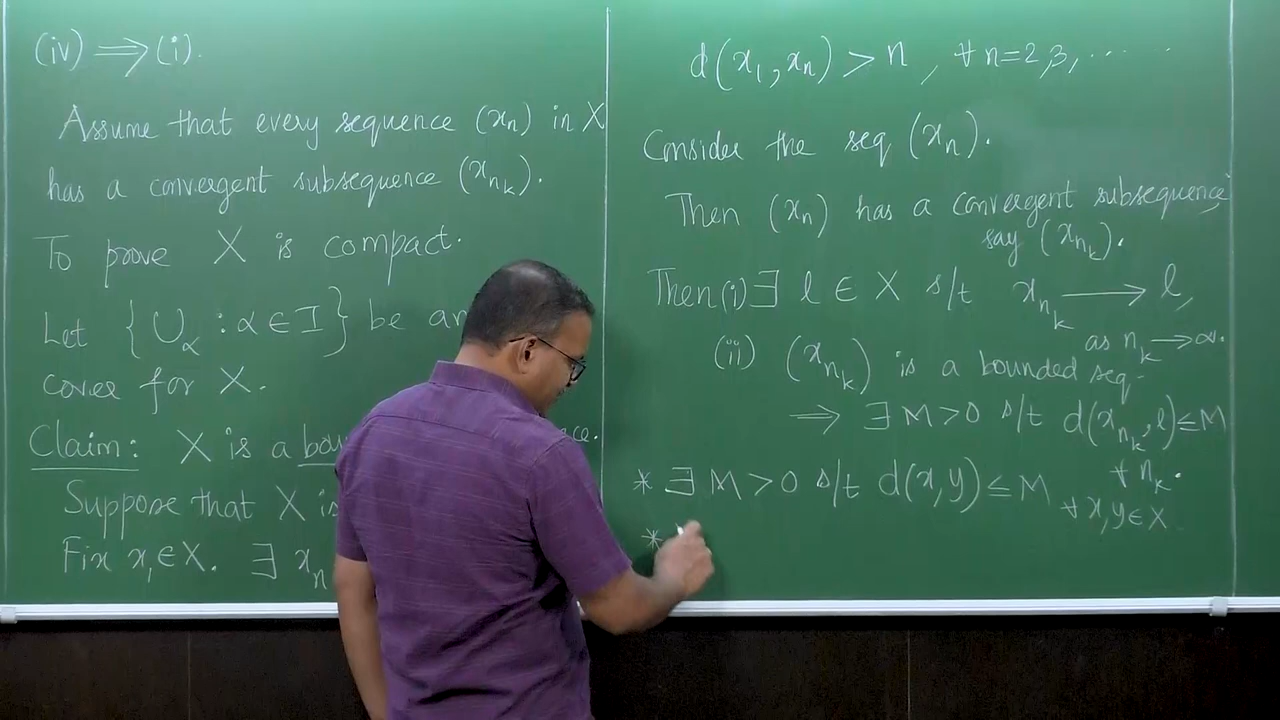 (iv) ⟹ (i).
Assume that every sequence (xₙ) in X
has a convergent subsequence (xₙₖ).
To prove X is compact.
Let {Uα : α ∈ I} be an
cover for X.
Claim: X is a
Suppose that X is
Fix x₁ ∈ X. ∃ xₙ
d(x₁, xₙ) > n, ∀ n=2,3,......
Consider the seq (xₙ).
Then (xₙ) has a convergent subsequence,
say (xₙₖ).
Then (i) ∃ l ∈ X s/t xₙₖ ⟶ l,
as nₖ → ∞.
(ii) (xₙₖ) is a bounded seq.
⟹ ∃ M > 0 s/t d(xₙₖ, l) ≤ M
∀ nₖ.
* ∃ M > 0 s/t d(x, y) ≤ M
∀ x, y ∈ X
*